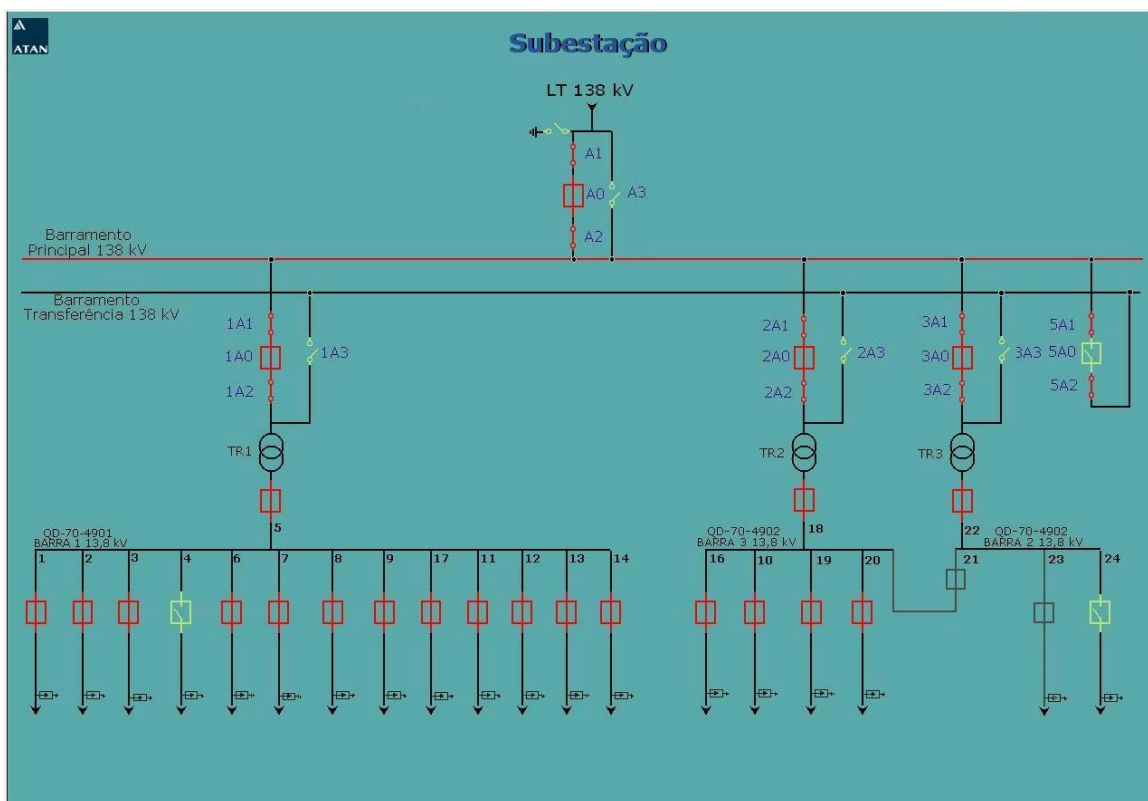 ATAN
Subestação
LT 138 kV
A1
A0
A3
A2
Barramento
Principal 138 kV
Barramento
Transferência 138 kV
1A1
1A0
1A3
1A2
2A1
2A0
2A3
2A2
3A1
3A0
3A3
3A2
5A1
5A0
5A2
TR1
TR2
TR3
5
18
22
QD-70-4901
BARRA 1 13,8 kV
QD-70-4902
BARRA 3 13,8 kV
QD-70-4902
BARRA 2 13,8 kV
1
2
3
4
6
7
8
9
17
11
12
13
14
16
10
19
20
21
23
24